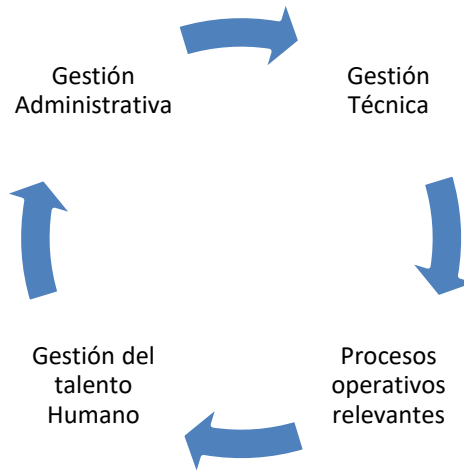 Gestión
Administrativa
Gestión
Técnica
Procesos
operativos
relevantes
Gestión del
talento
Humano